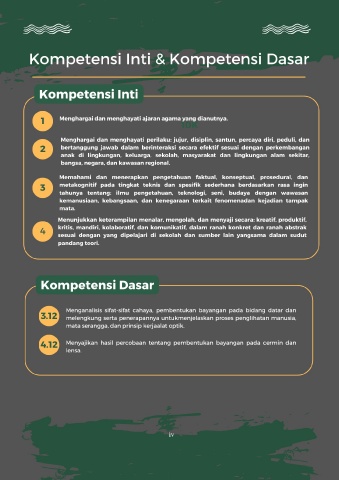 Kompetensi Inti & Kompetensi Dasar
Kompetensi Inti
1
Menghargai dan menghayati ajaran agama yang dianutnya.
2
Menghargai dan menghayati perilaku: jujur, disiplin, santun, percaya diri, peduli, dan
bertanggung jawab dalam berinteraksi secara efektif sesuai dengan perkembangan
anak di lingkungan, keluarga, sekolah, masyarakat dan lingkungan alam sekitar,
bangsa, negara, dan kawasan regional.
3
Memahami dan menerapkan pengetahuan faktual, konseptual, prosedural, dan
metakognitif pada tingkat teknis dan spesifik sederhana berdasarkan rasa ingin
tahunya tentang ilmu pengetahuan, teknologi, seni, budaya dengan wawasan
kemanusiaan, kebangsaan, dan kenegaraan terkait fenomenadan kejadian tampak
mata.
4
Menunjukkan keterampilan menalar, mengolah, dan menyaji secara: kreatif, produktif,
kritis, mandiri, kolaboratif, dan komunikatif, dalam ranah konkret dan ranah abstrak
sesuai dengan yang dipelajari di sekolah dan sumber lain yangsama dalam sudut
pandang teori.
Kompetensi Dasar
3.12
Menganalisis sifat-sifat cahaya, pembentukan bayangan pada bidang datar dan
melengkung serta penerapannya untukmenjelaskan proses penglihatan manusia,
mata serangga, dan prinsip kerjaalat optik.
4.12
Menyajikan hasil percobaan tentang pembentukan bayangan pada cermin dan
lensa.
iv